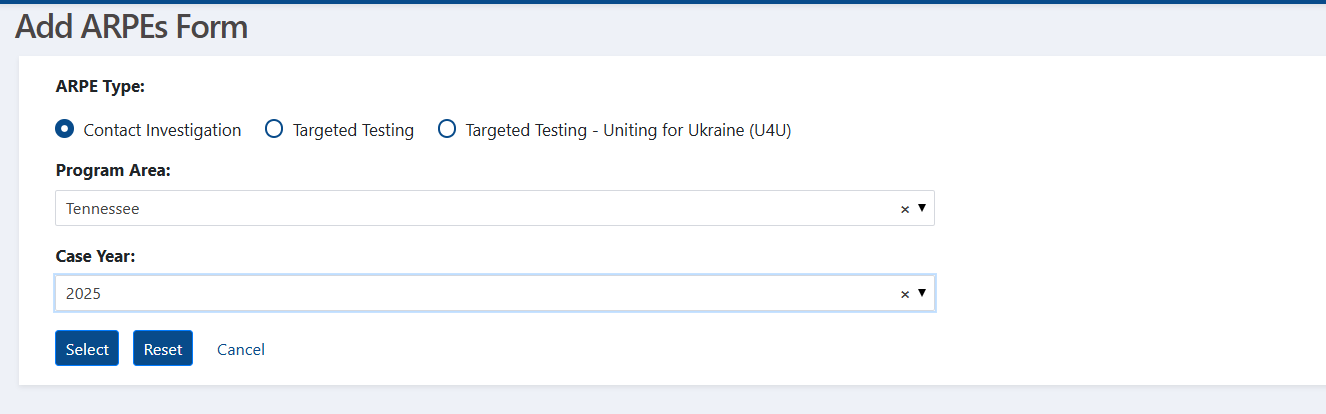 Add ARPEs Form
ARPE Type:
Contact Investigation Targeted Testing Targeted Testing - Uniting for Ukraine (U4U)
Program Area:
Tennessee × ▼
Case Year:
2025 × ▼
Select Reset Cancel